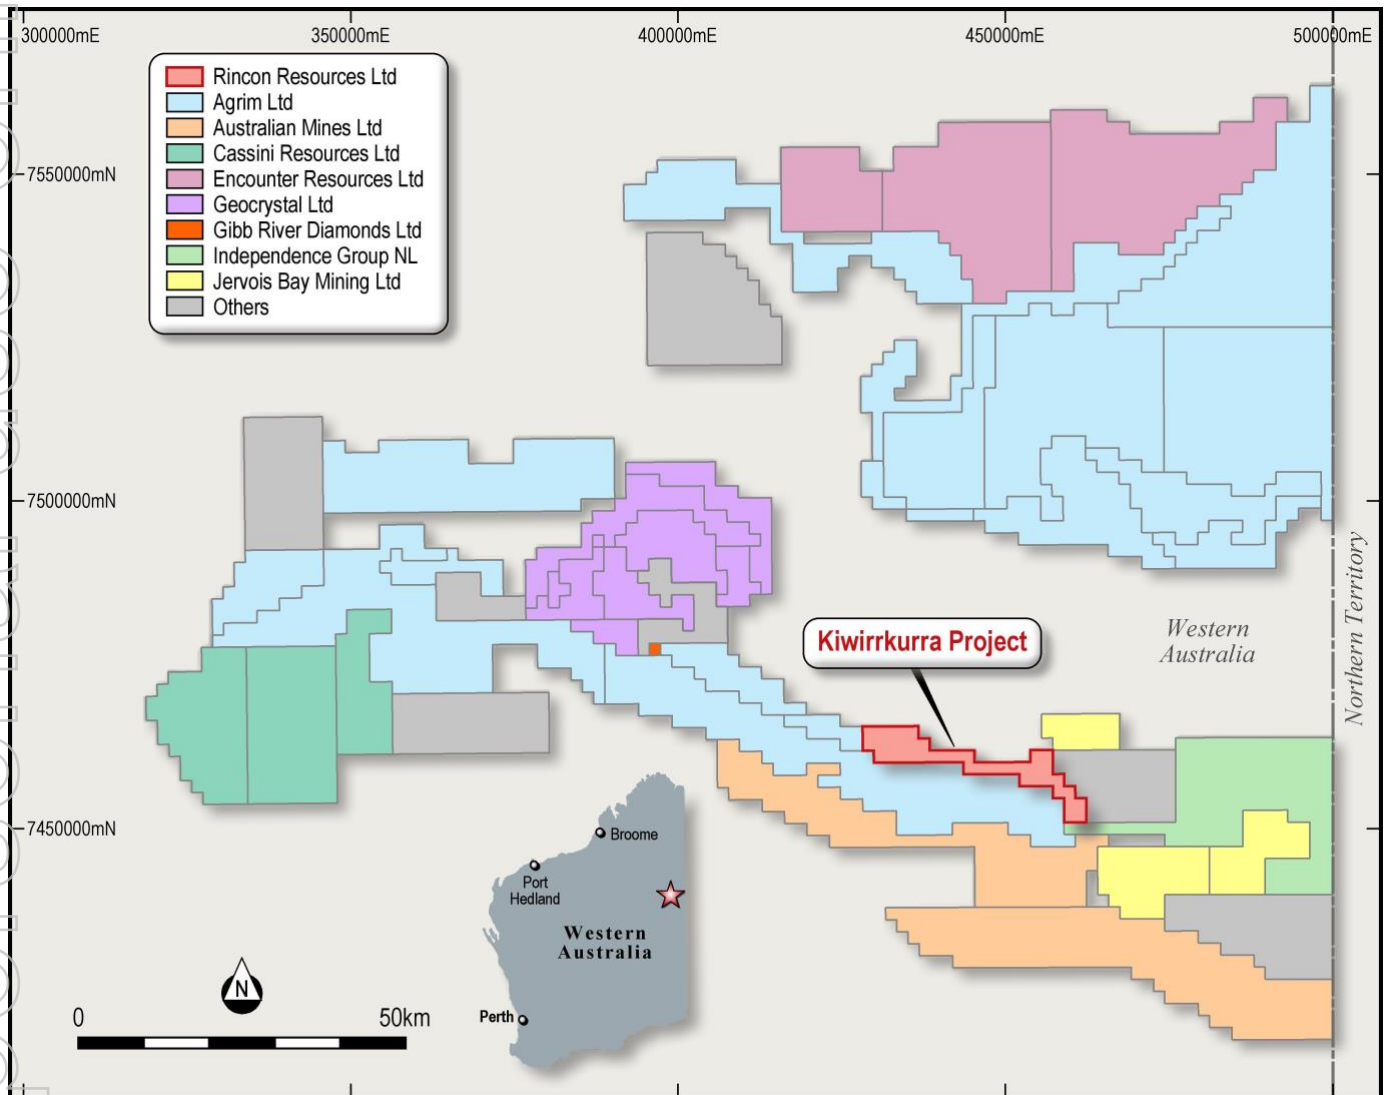 300000mE
350000mE
400000mE
450000mE
500000mE
Rincon Resources Ltd
Agrim Ltd
Australian Mines Ltd
Cassini Resources Ltd
Encounter Resources Ltd
Geocrystal Ltd
Gibb River Diamonds Ltd
Independence Group NL
Jervois Bay Mining Ltd
Others
7550000mN
7500000mN
7450000mN
Kiwirrkurra Project
Western
Australia
Northern Territory
Broome
Port
Hedland
Western
Australia
Perth
N
0
50km